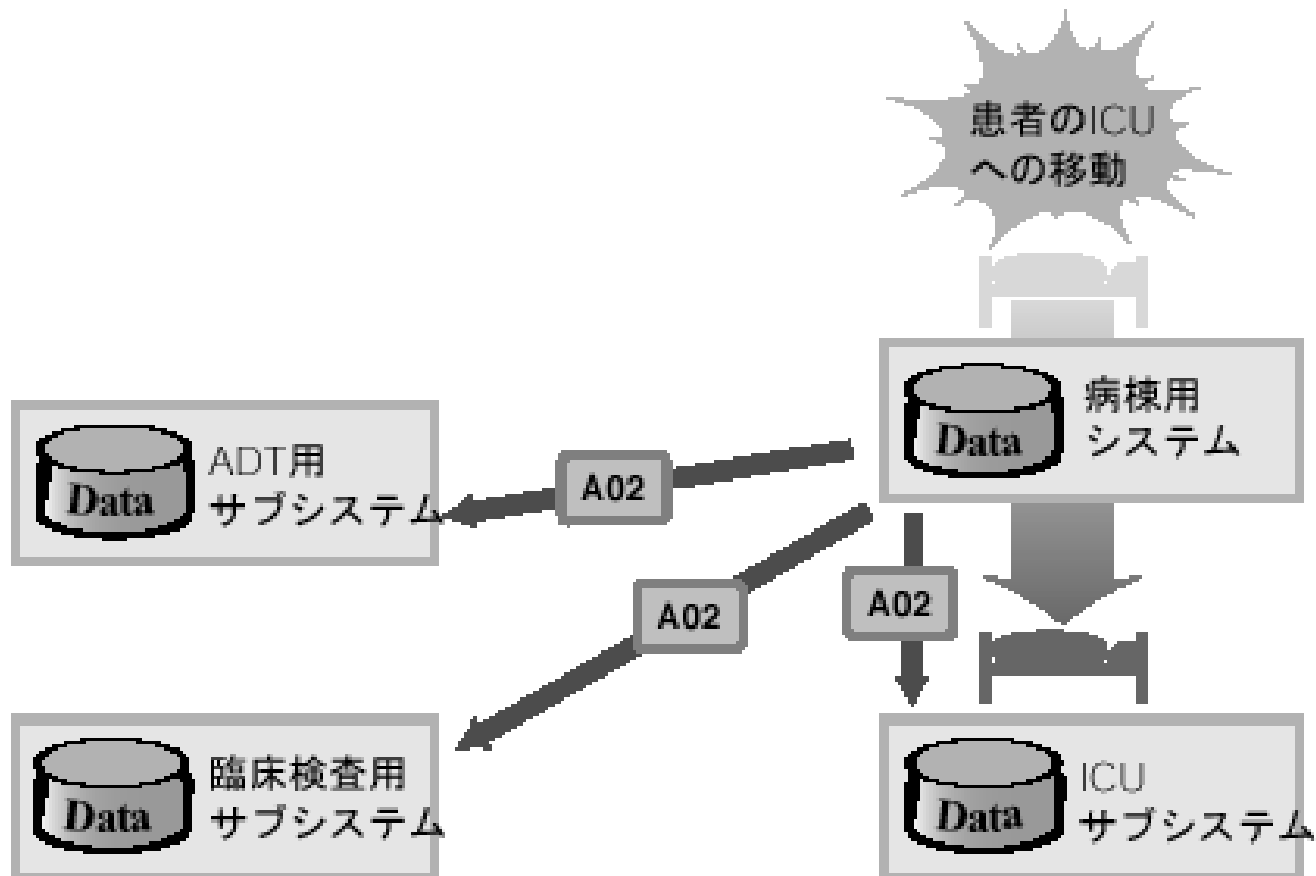 患者のICU
への移動
Data
病棟用
システム
Data
ADT用
サブシステム
A02
A02
A02
Data
臨床検査用
サブシステム
Data
ICU
サブシステム